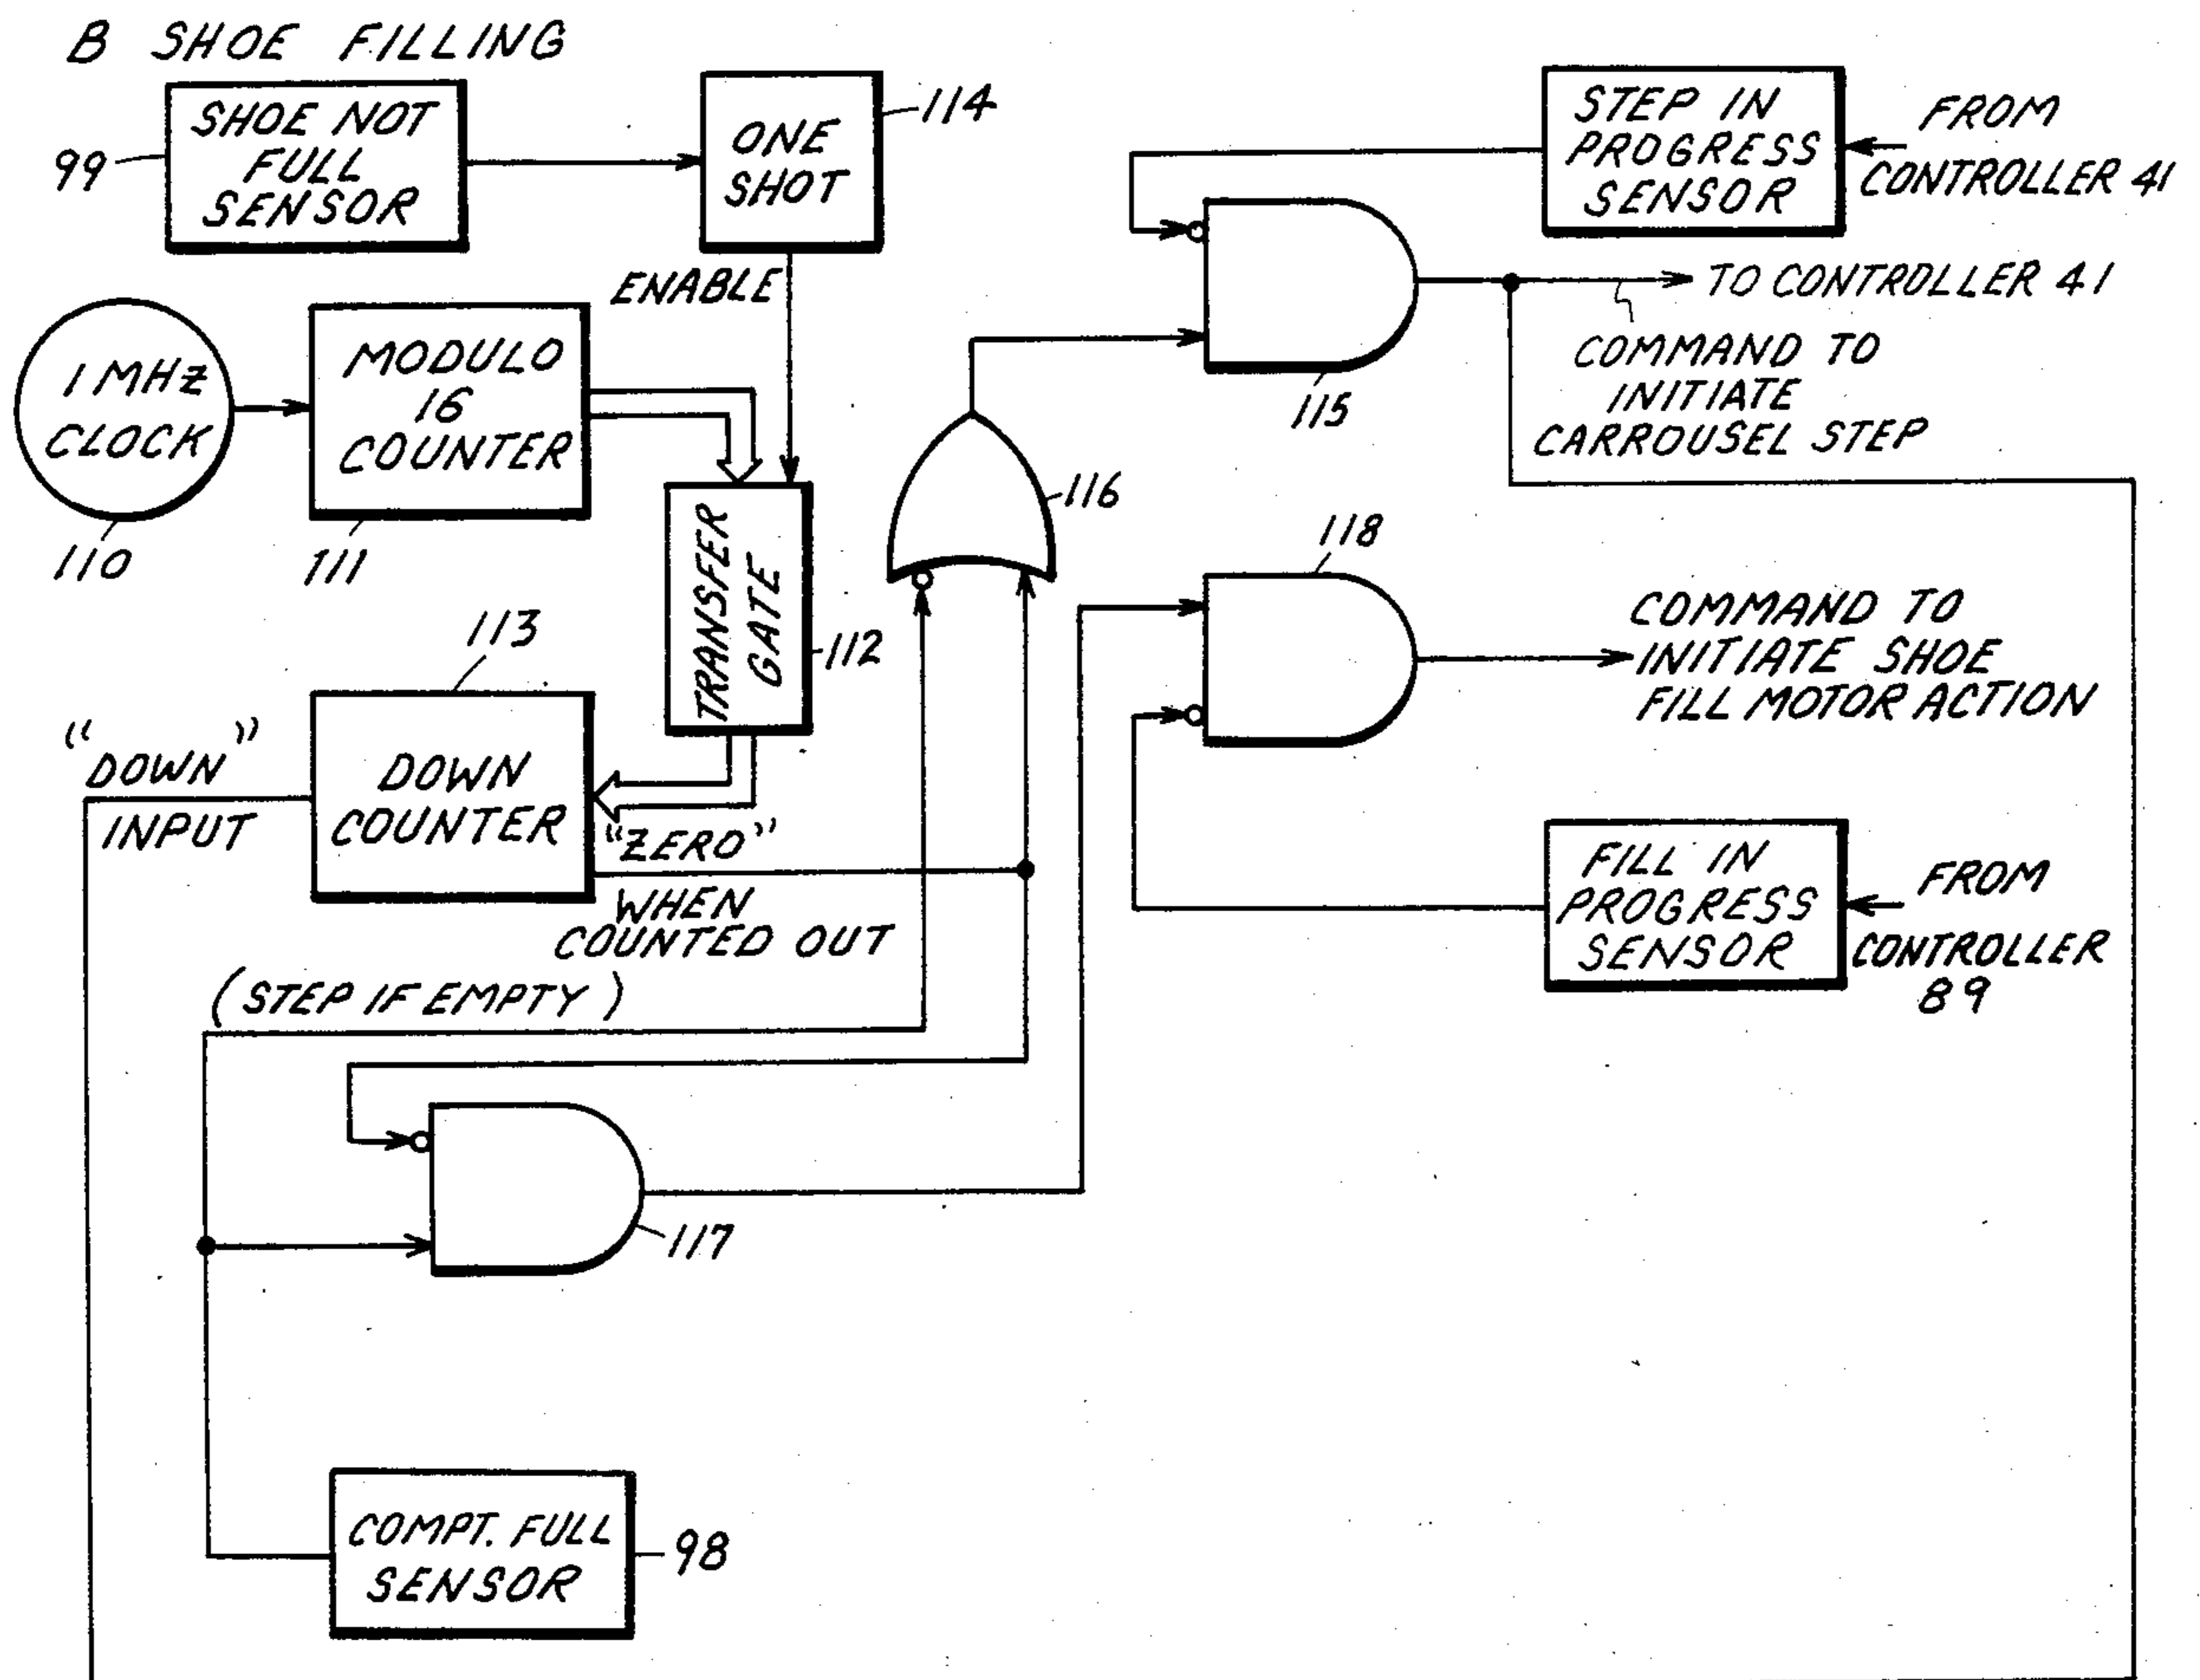 B SHOE FILLING
SHOE NOT
FULL
SENSOR
99
ONE
SHOT
114
ENABLE
1 MHZ
CLOCK
110
MODULO
16
COUNTER
111
TRANSFER
GATE
112
113
DOWN
COUNTER
"DOWN"
INPUT
"ZERO"
WHEN
COUNTED OUT
(STEP IF EMPTY)
116
117
COMPT. FULL
SENSOR
98
STEP IN
PROGRESS
SENSOR
FROM
CONTROLLER 41
115
TO CONTROLLER 41
COMMAND TO
INITIATE
CARROUSEL STEP
118
COMMAND TO
INITIATE SHOE
FILL MOTOR ACTION
FILL IN
PROGRESS
SENSOR
FROM
CONTROLLER
89